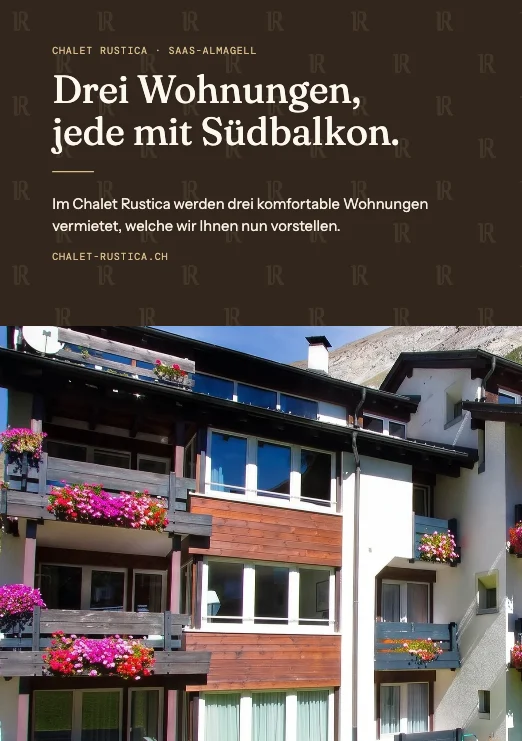 CHALET RUSTICA · SAAS-ALMAGELL
Drei Wohnungen,
jede mit Südbalkon.
Im Chalet Rustica werden drei komfortable Wohnungen
vermietet, welche wir Ihnen nun vorstellen.
CHALET-RUSTICA.CH